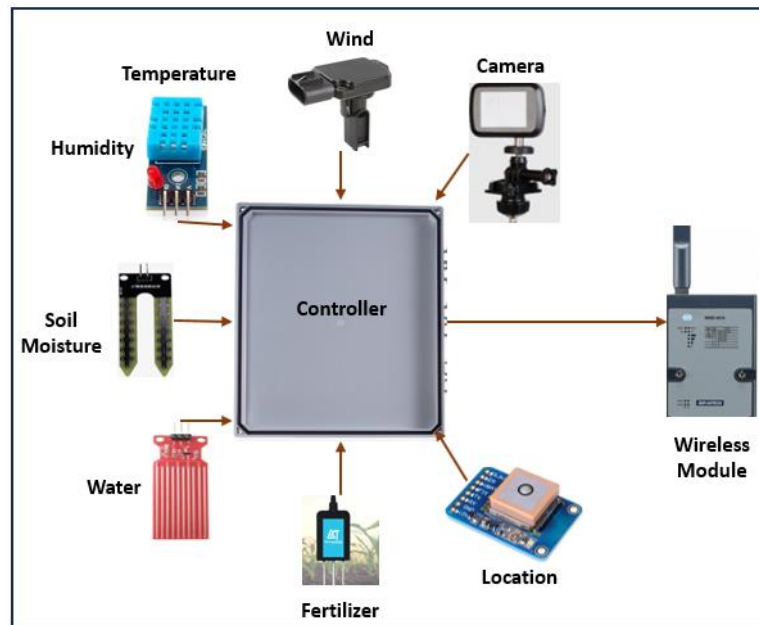 Wind
Camera
Temperature
Humidity
Controller
Soil
Moisture
Wireless
Module
Water
Location
Fertilizer